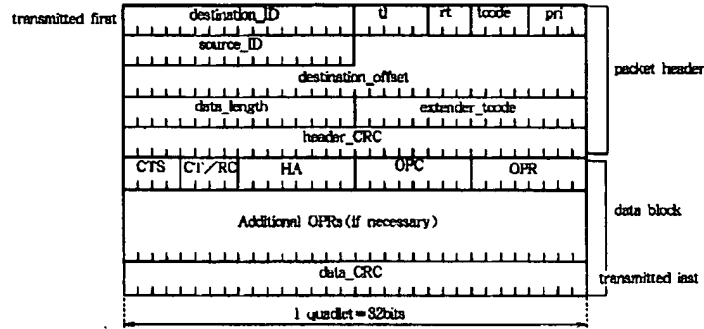 transmitted first
destination_ID tl rt tcode pri
source_ID
destination_offset
packet header
data_length extender_tcode
header_CRC
CTS CT/RC HA OPC OPR
Additional OPRs(if necessary)
data block
data_CRC
transmitted last
1 quadlet=32bits